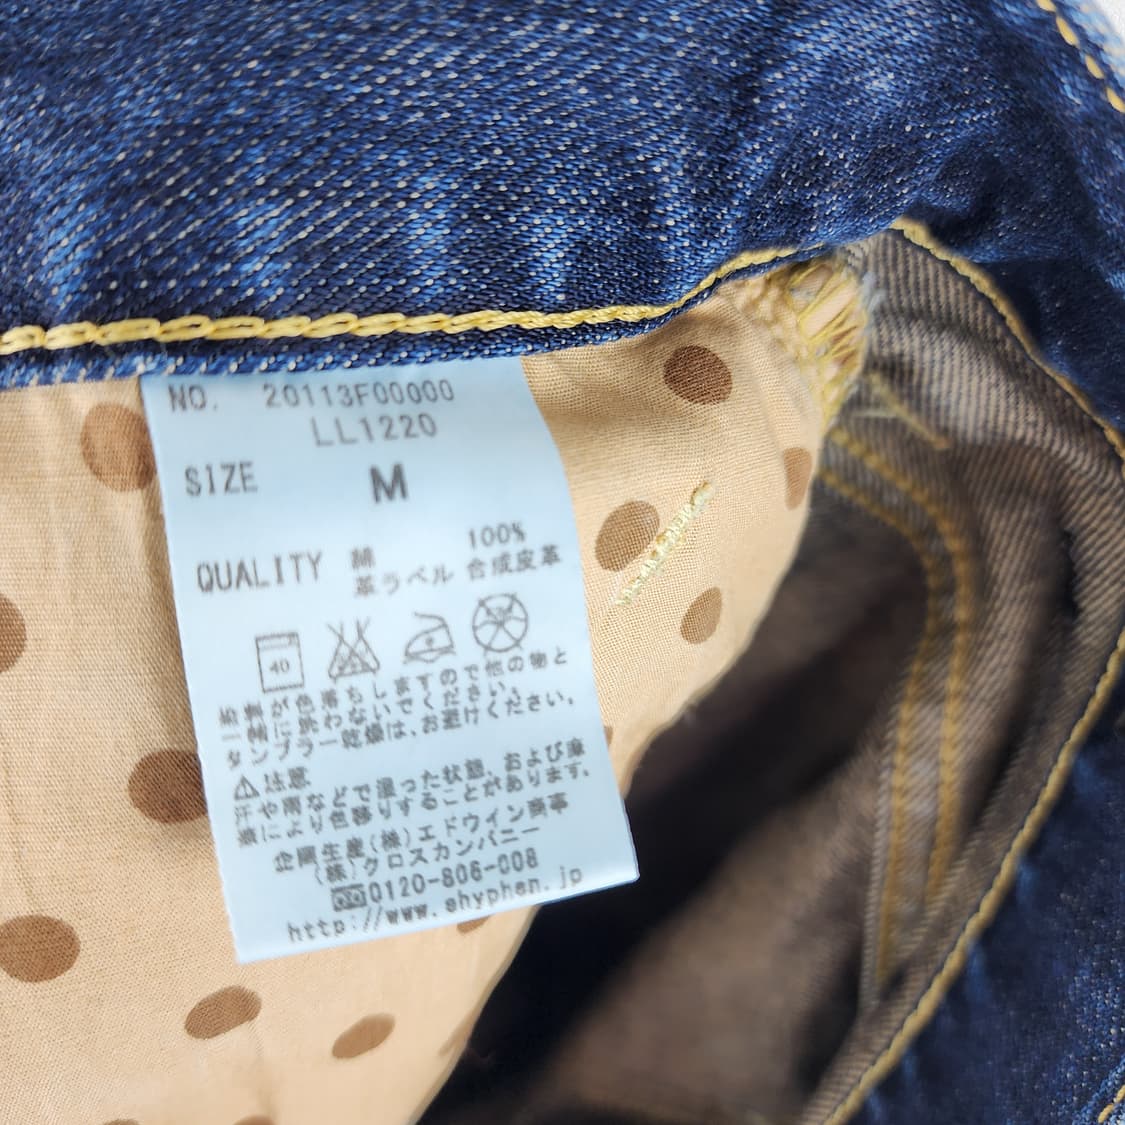 NO. 20113F00000
LL1220
SIZE M
QUALITY 綿 100%
革ラベル 合成皮革
40
濃製が色落ちしますので他の物と
一緒に洗わないでください。
タンブラー乾燥は、お避けください。
⚠注意
汗や雨などで湿った状態、および摩
擦により色移りすることがあります。
企画生産(株)エドウイン商事
(株)クロスカンパニー
0120-806-008
http://www.ehyphen.jp